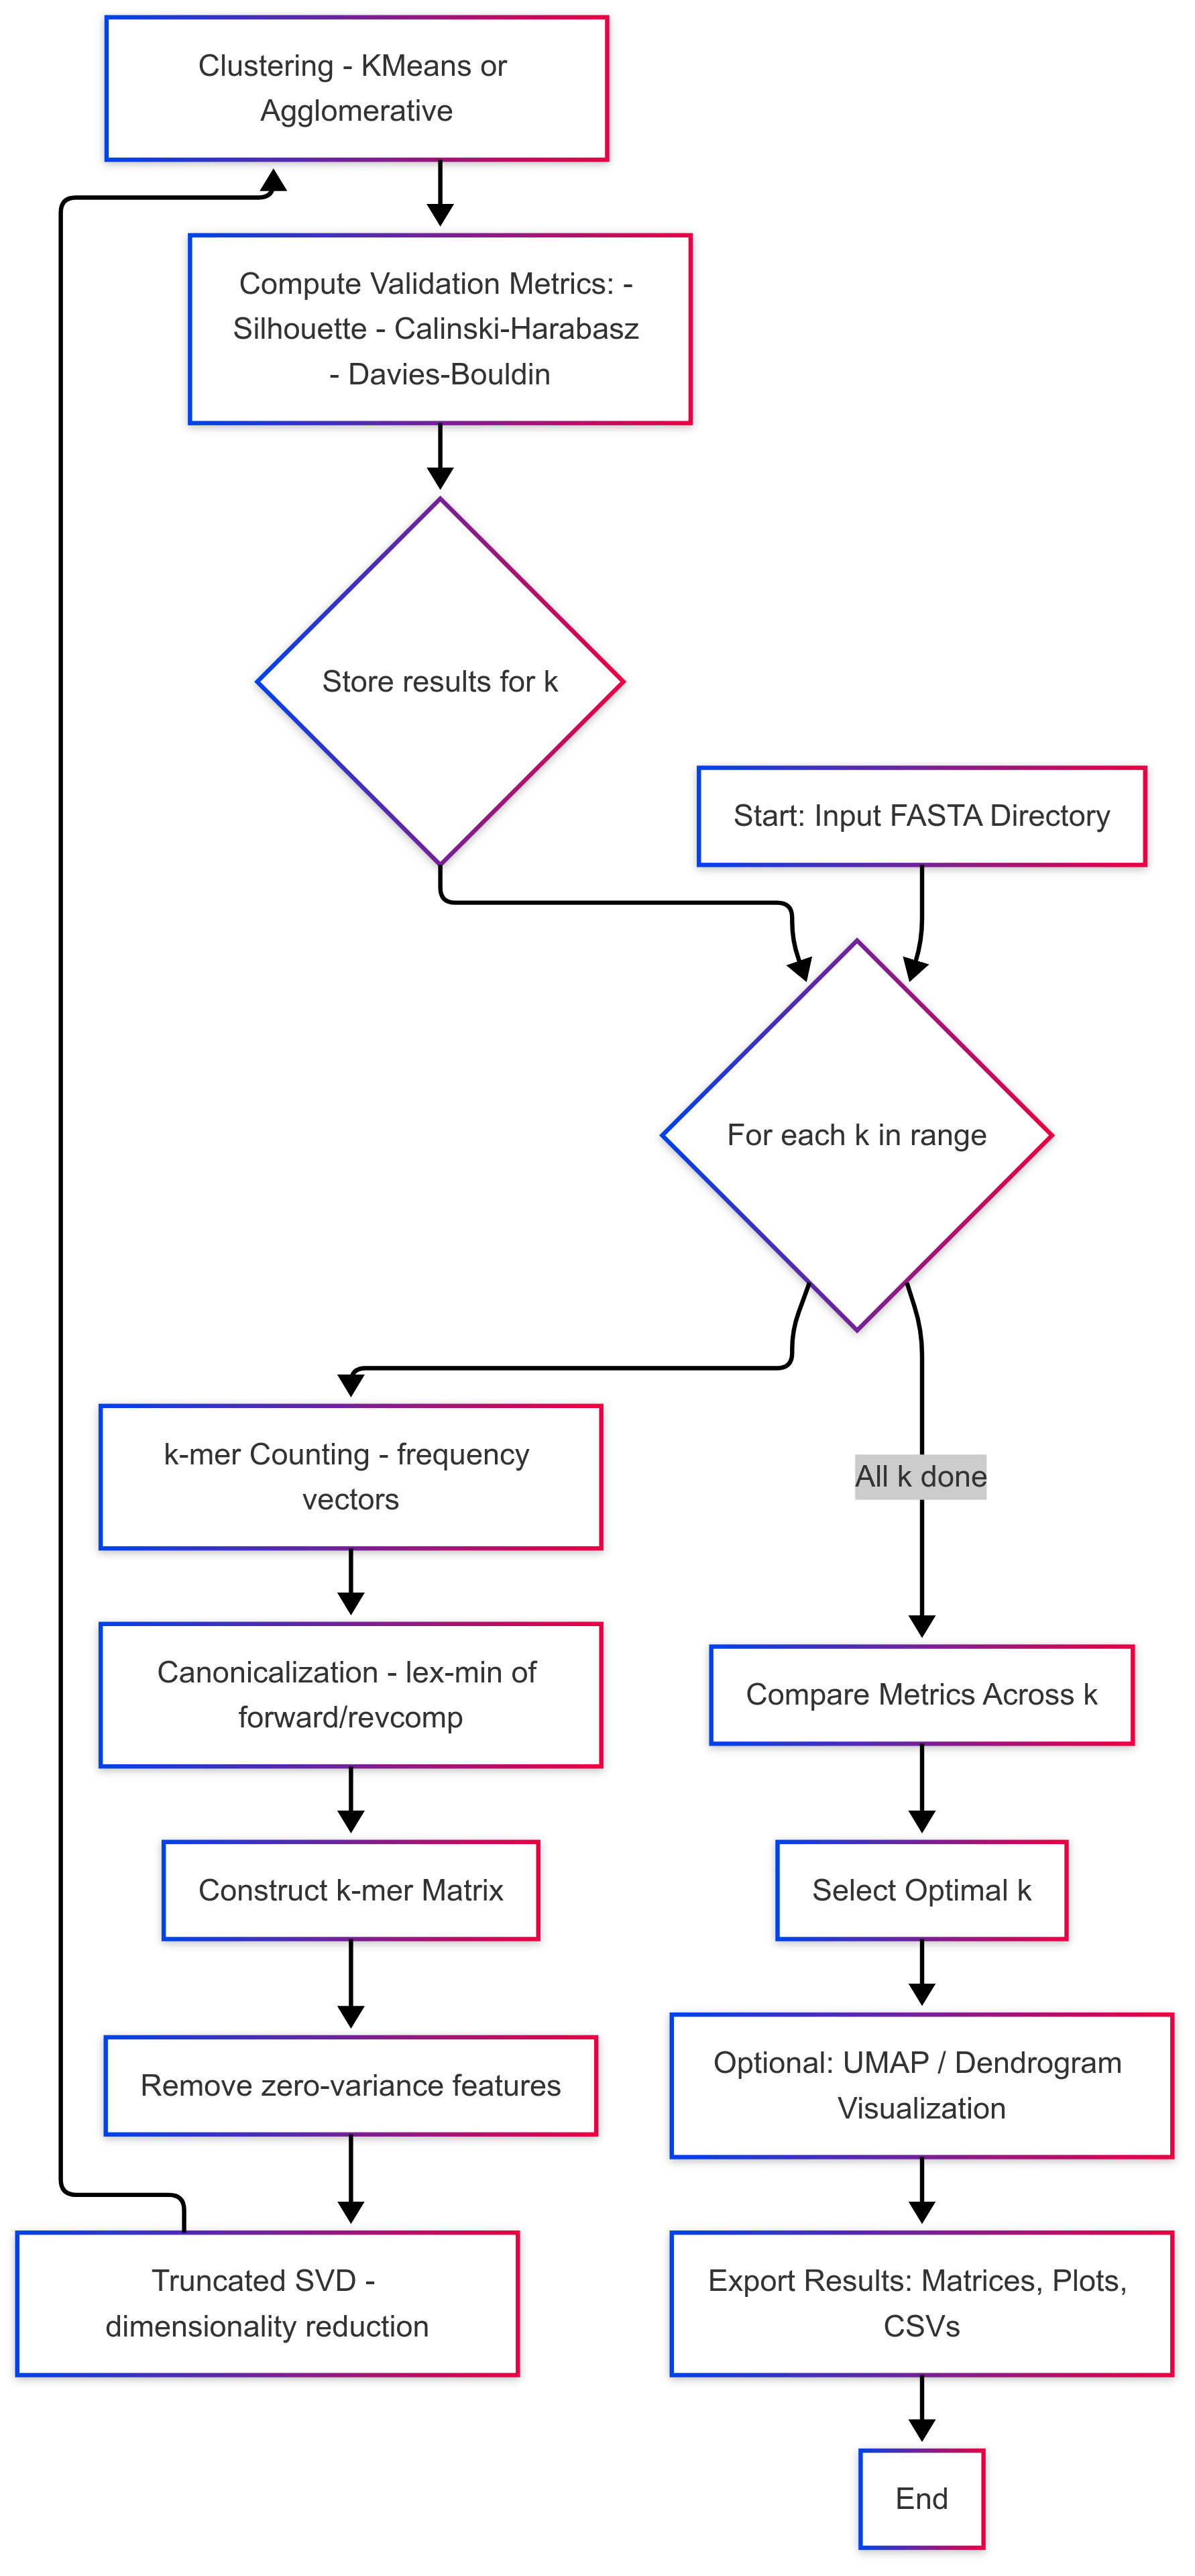 Clustering - KMeans or
Agglomerative
Compute Validation Metrics: -
Silhouette - Calinski-Harabasz
- Davies-Bouldin
Store results for k
Start: Input FASTA Directory
For each k in range
k-mer Counting - frequency
vectors
All k done
Canonicalization - lex-min of
forward/revcomp
Compare Metrics Across k
Construct k-mer Matrix
Select Optimal k
Remove zero-variance features
Optional: UMAP / Dendrogram
Visualization
Truncated SVD -
dimensionality reduction
Export Results: Matrices, Plots,
CSVs
End